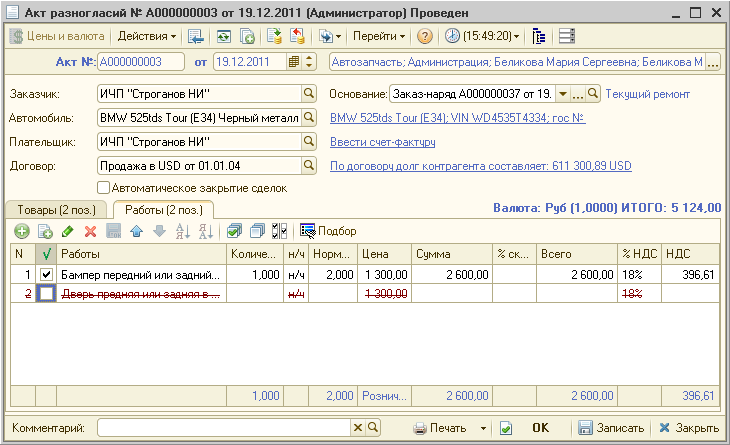 Акт разногласий № А000000003 от 19.12.2011 (Администратор) Проведен
Цены и валюта Действия Перейти (15:49:20)
Акт №: А000000003 от 19.12.2011 Автозапчасть; Администрация; Беликова Мария Сергеевна; Беликова М ...
Заказчик: ИЧП "Строганов НИ" Основание: Заказ-наряд А000000037 от 19. ... Текущий ремонт
Автомобиль: BMW 525tds Tour (E34) Черный металл BMW 525tds Tour (E34); VIN WD4535T4334; гос №
Плательщик: ИЧП "Строганов НИ" Ввести счет-фактуру
Договор: Продажа в USD от 01.01.04 По договору долг контрагента составляет: 611 300,89 USD
Автоматическое закрытие сделок
Товары (2 поз.) Работы (2 поз.) Валюта: Руб (1,0000) ИТОГО: 5 124,00
Подбор
N Работы Количе... н/ч Норм... Цена Сумма % ск... Всего % НДС НДС
1 Бампер передний или задний... 1,000 н/ч 2,000 1 300,00 2 600,00 2 600,00 18% 396,61
2 Дверь предняя или задняя в ... н/ч 1 300,00 18%
1,000 2,000 Рознич... 2 600,00 2 600,00 396,61
Комментарий: Печать OK Записать Закрыть